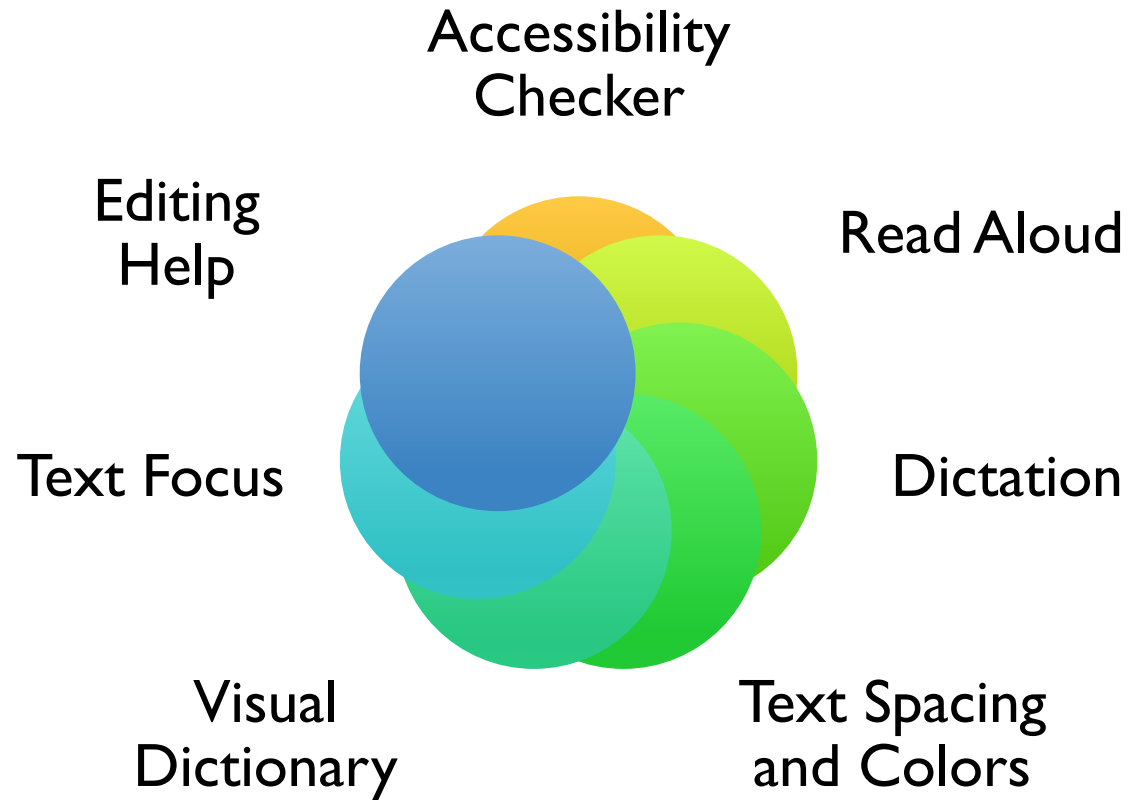 Accessibility
Checker
Read Aloud
Dictation
Text Spacing
and Colors
Visual
Dictionary
Text Focus
Editing
Help